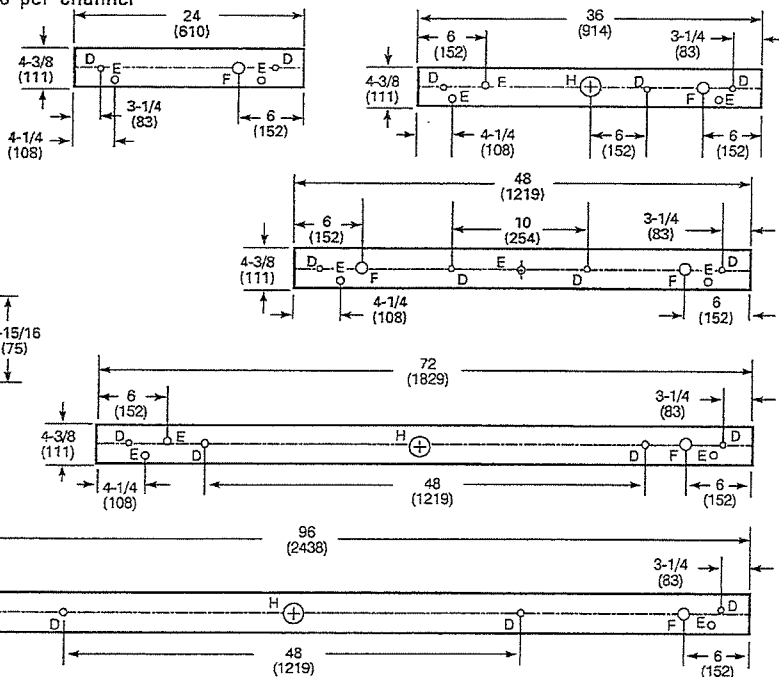 per channel
24
(610)
4-3/8
(111)
D
E
F
E
D
3-1/4
(83)
6
(152)
4-1/4
(108)
36
(914)
6
(152)
3-1/4
(83)
4-3/8
(111)
D
E
E
H
D
F
E
D
4-1/4
(108)
6
(152)
6
(152)
48
(1219)
6
(152)
10
(254)
3-1/4
(83)
4-3/8
(111)
D
E
F
D
E
D
F
E
D
4-1/4
(108)
6
(152)
-15/16
(75)
72
(1829)
6
(152)
3-1/4
(83)
4-3/8
(111)
D
E
E
D
H
D
F
E
D
4-1/4
(108)
48
(1219)
6
(152)
96
(2438)
3-1/4
(83)
D
H
D
F
E
D
48
(1219)
6
(152)